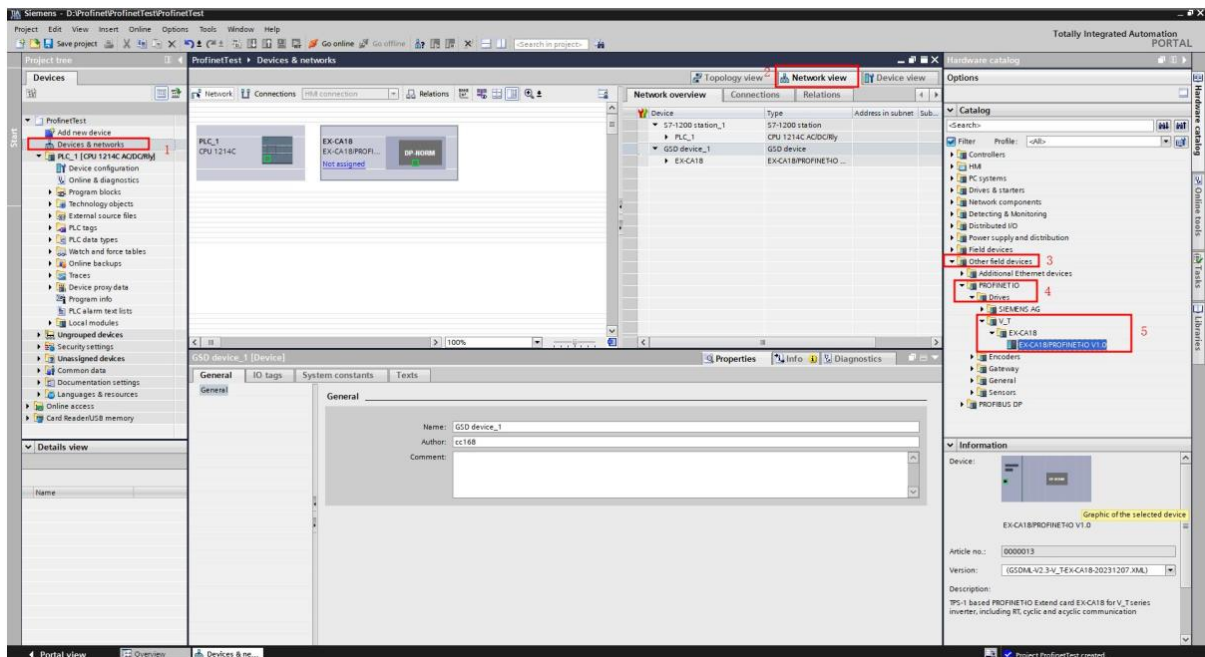 Siemens - D:\Profinet\ProfinetTest\ProfinetTest
Project Edit View Insert Online Options Tools Window Help
Save project Go online Go offline <Search in project>
Totally Integrated Automation
PORTAL
Project tree
Devices
Start
ProfinetTest
Add new device
Devices & networks 1
PLC_1 [CPU 1214C AC/DC/Rly]
Device configuration
Online & diagnostics
Program blocks
Technology objects
External source files
PLC tags
PLC data types
Watch and force tables
Online backups
Traces
Device proxy data
Program info
PLC alarm text lists
Local modules
Ungrouped devices
Security settings
Unassigned devices
Common data
Documentation settings
Languages & resources
Online access
Card Reader/USB memory
Details view
Name
ProfinetTest Devices & networks
Topology view 2 Network view Device view
Network Connections HMI connection Relations
PLC_1
CPU 1214C
EX-CA18
EX-CA18/PROFI...
Not assigned
DP-NORM
100%
Network overview Connections Relations
Device Type Address in subnet Sub...
S7-1200 station_1 S7-1200 station
PLC_1 CPU 1214C AC/DC/Rly
GSD device_1 GSD device
EX-CA18 EX-CA18/PROFINET-IO ...
GSD device_1 [Device]
Properties Info Diagnostics
General IO tags System constants Texts
General
General
Name: GSD device_1
Author: cc168
Comment:
Hardware catalog
Options
Catalog
<Search>
Filter Profile: <All>
Controllers
HMI
PC systems
Drives & starters
Network components
Detecting & Monitoring
Distributed I/O
Power supply and distribution
Field devices
Other field devices 3
Additional Ethernet devices
PROFINET IO
4
Drives
SIEMENS AG
V_T
EX-CA18 5
EX-CA18/PROFINET-IO V1.0
Encoders
Gateway
General
Sensors
PROFIBUS DP
Information
Device:
Graphic of the selected device
EX-CA18/PROFINET-IO V1.0
Article no.: 0000013
Version: (GSDML-V2.3-V_T-EX-CA18-20231207.XML)
Description:
TPS-1 based PROFINET-IO Extend card EX-CA18 for V_T series
inverter, including RT, cyclic and acyclic communication
Hardware catalog
Online tools
Tasks
Libraries
Portal view Overview Devices & ne...
Project ProfinetTest created.